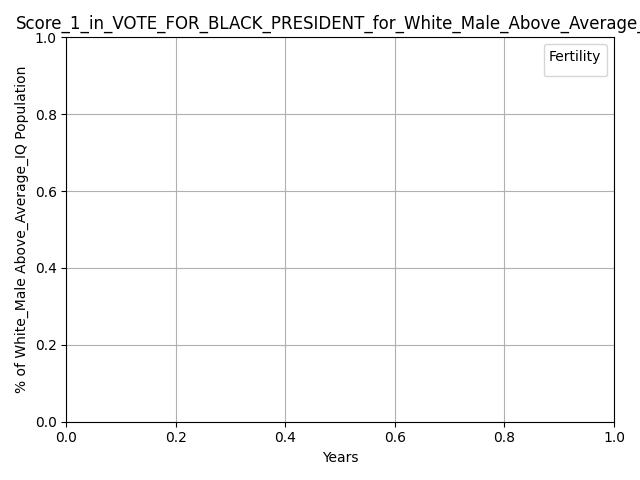 Score_1_in_VOTE_FOR_BLACK_PRESIDENT_for_White_Male_Above_Average_
Fertility
% of White_Male Above_Average_IQ Population
1.0
0.8
0.6
0.4
0.2
0.0
0.0 0.2 0.4 0.6 0.8 1.0
Years